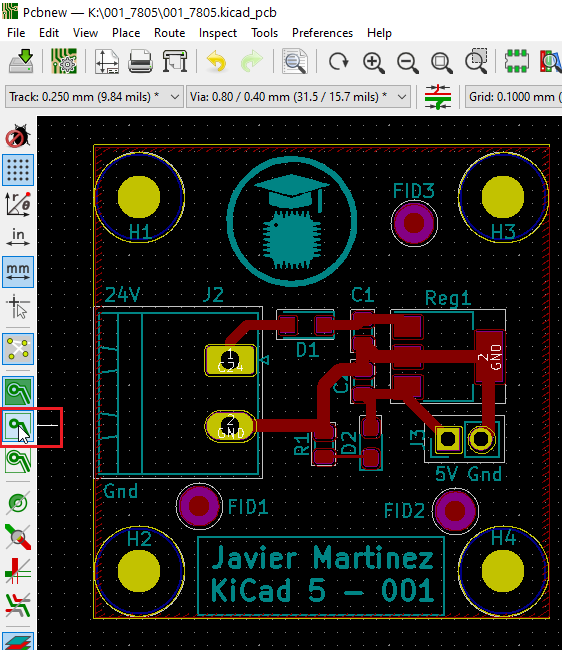 Pcbnew — K:\001_7805\001_7805.kicad_pcb
File Edit View Place Route Inspect Tools Preferences
Track: 0.250 mm (9.84 mils) * Via: 0.80 / 0.40 mm (31.5 / 15.7 mils) * Grid: 0.1000 mm (
in
mm
FID3
H1 H3
24V J2 C1 Reg1
1
G24
D1
2
GND
2
GND
R1 D2 J3
5V Gnd
Gnd
FID1 FID2
H2 H4
Javier Martinez
KiCad 5 - 001